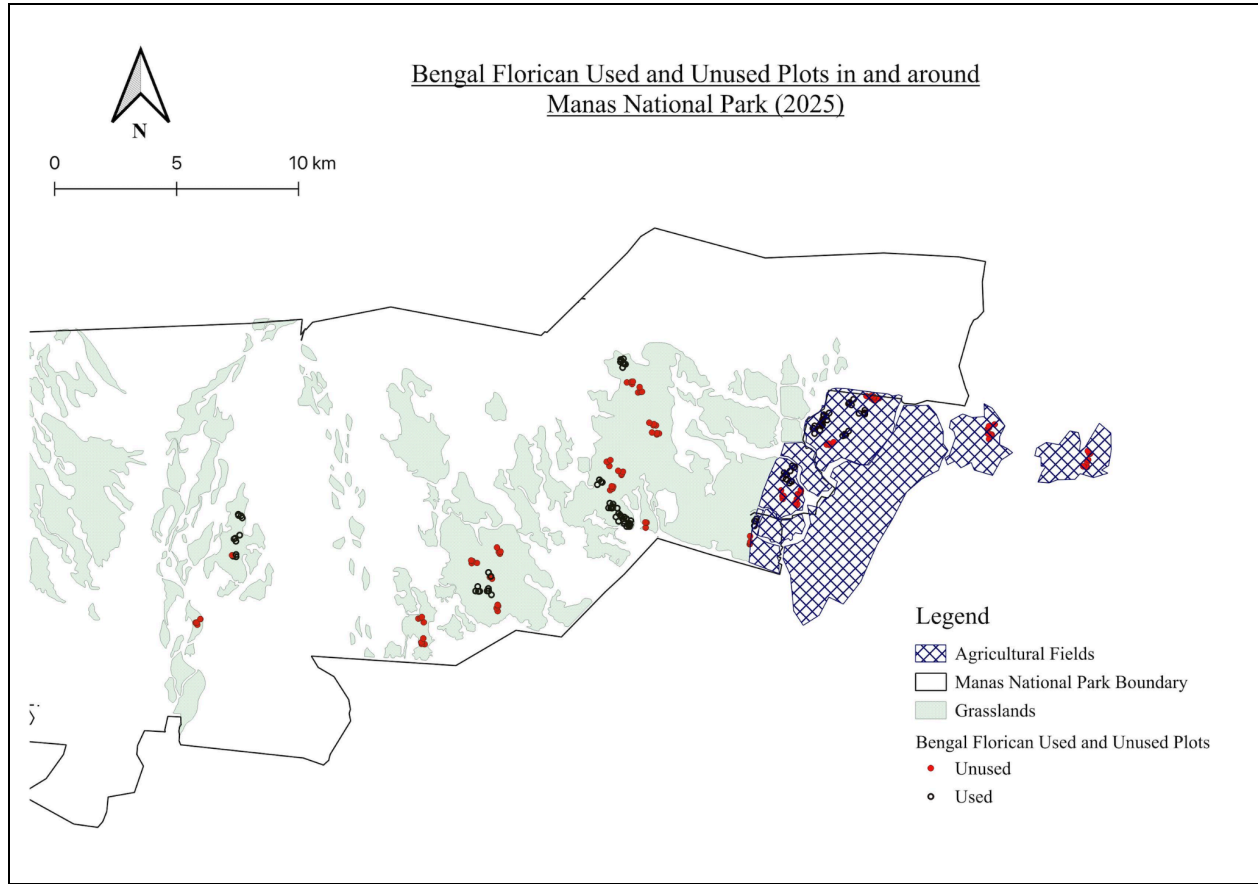 Bengal Florican Used and Unused Plots in and around
Manas National Park (2025)
N
0 5 10 km
Legend
Agricultural Fields
Manas National Park Boundary
Grasslands
Bengal Florican Used and Unused Plots
Unused
Used